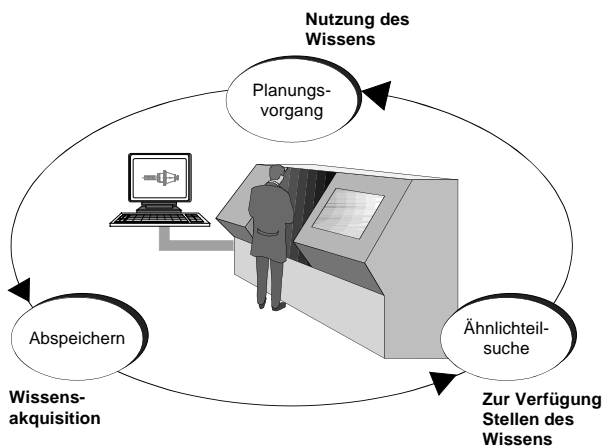 Nutzung des
Wissens
Planungs-
vorgang
Abspeichern
Ähnlichteil-
suche
Wissens-
akquisition
Zur Verfügung
Stellen des
Wissens